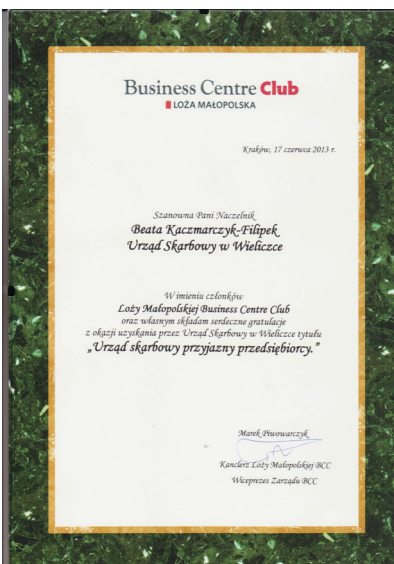 Business Centre Club
LOŻA MAŁOPOLSKA
Kraków, 17 czerwca 2013 r.
Szanowna Pani Naczelnik
Beata Kaczmarczyk-Filipek
Urząd Skarbowy w Wieliczce
W imieniu członków
Loży Małopolskiej Business Centre Club
oraz własnym składam serdeczne gratulacje
z okazji uzyskania przez Urząd Skarbowy w Wieliczce tytułu
„Urząd skarbowy przyjazny przedsiębiorcy.”
Marek Piwowarczyk
Kanclerz Loży Małopolskiej BCC
Wiceprezes Zarządu BCC